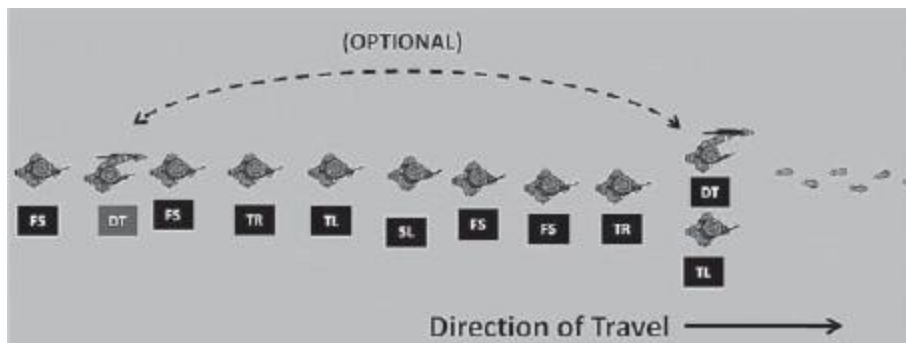 (OPTIONAL)
FS DT FS TR TL SL FS FS TR DT
TL
Direction of Travel